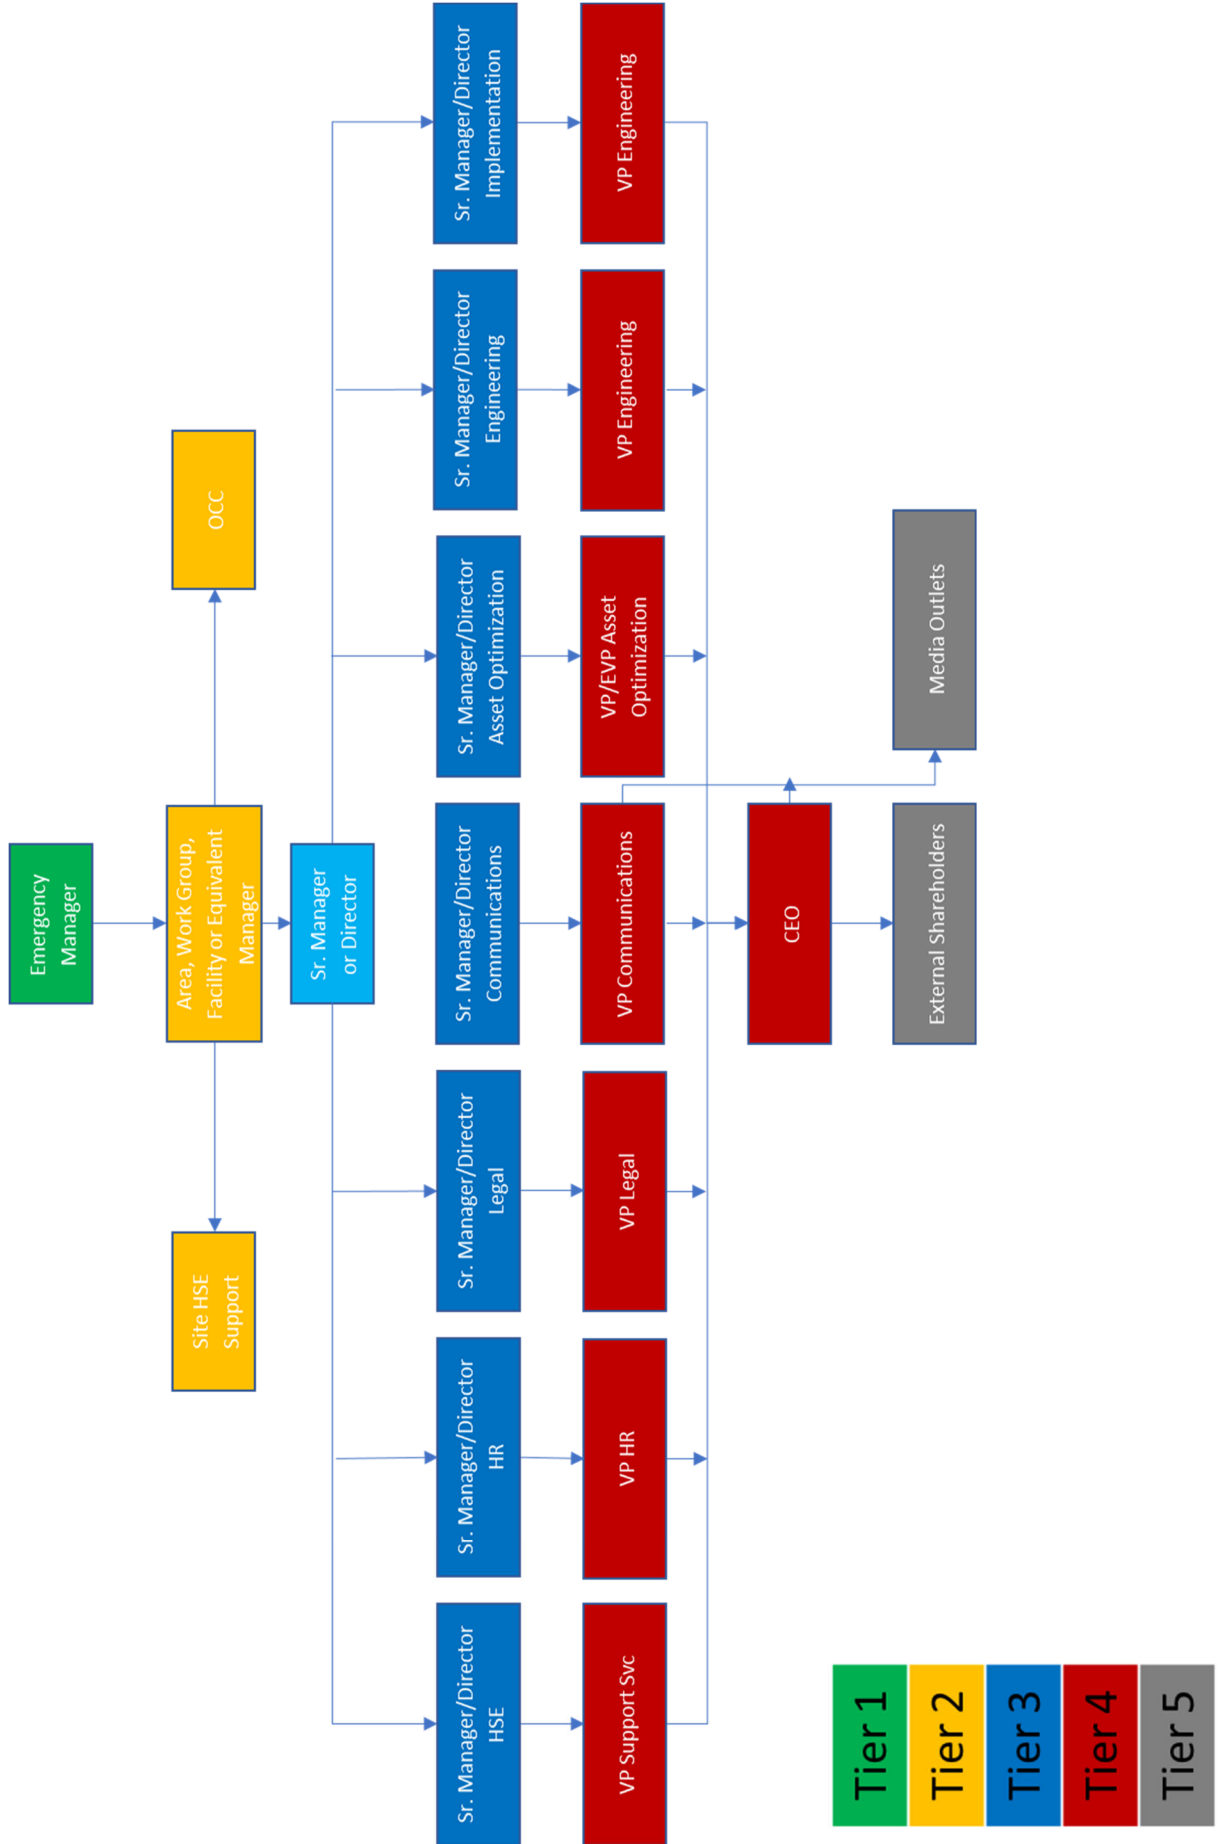 Emergency
Manager
Site HSE
Support
Area, Work Group,
Facility or Equivalent
Manager
OCC
Sr. Manager
or Director
Sr. Manager/Director
HSE
Sr. Manager/Director
HR
Sr. Manager/Director
Legal
Sr. Manager/Director
Communications
Sr. Manager/Director
Asset Optimization
Sr. Manager/Director
Engineering
Sr. Manager/Director
Implementation
VP Support Svc
VP HR
VP Legal
VP Communications
VP/EVP Asset
Optimization
VP Engineering
VP Engineering
CEO
External Shareholders
Media Outlets
Tier 1
Tier 2
Tier 3
Tier 4
Tier 5